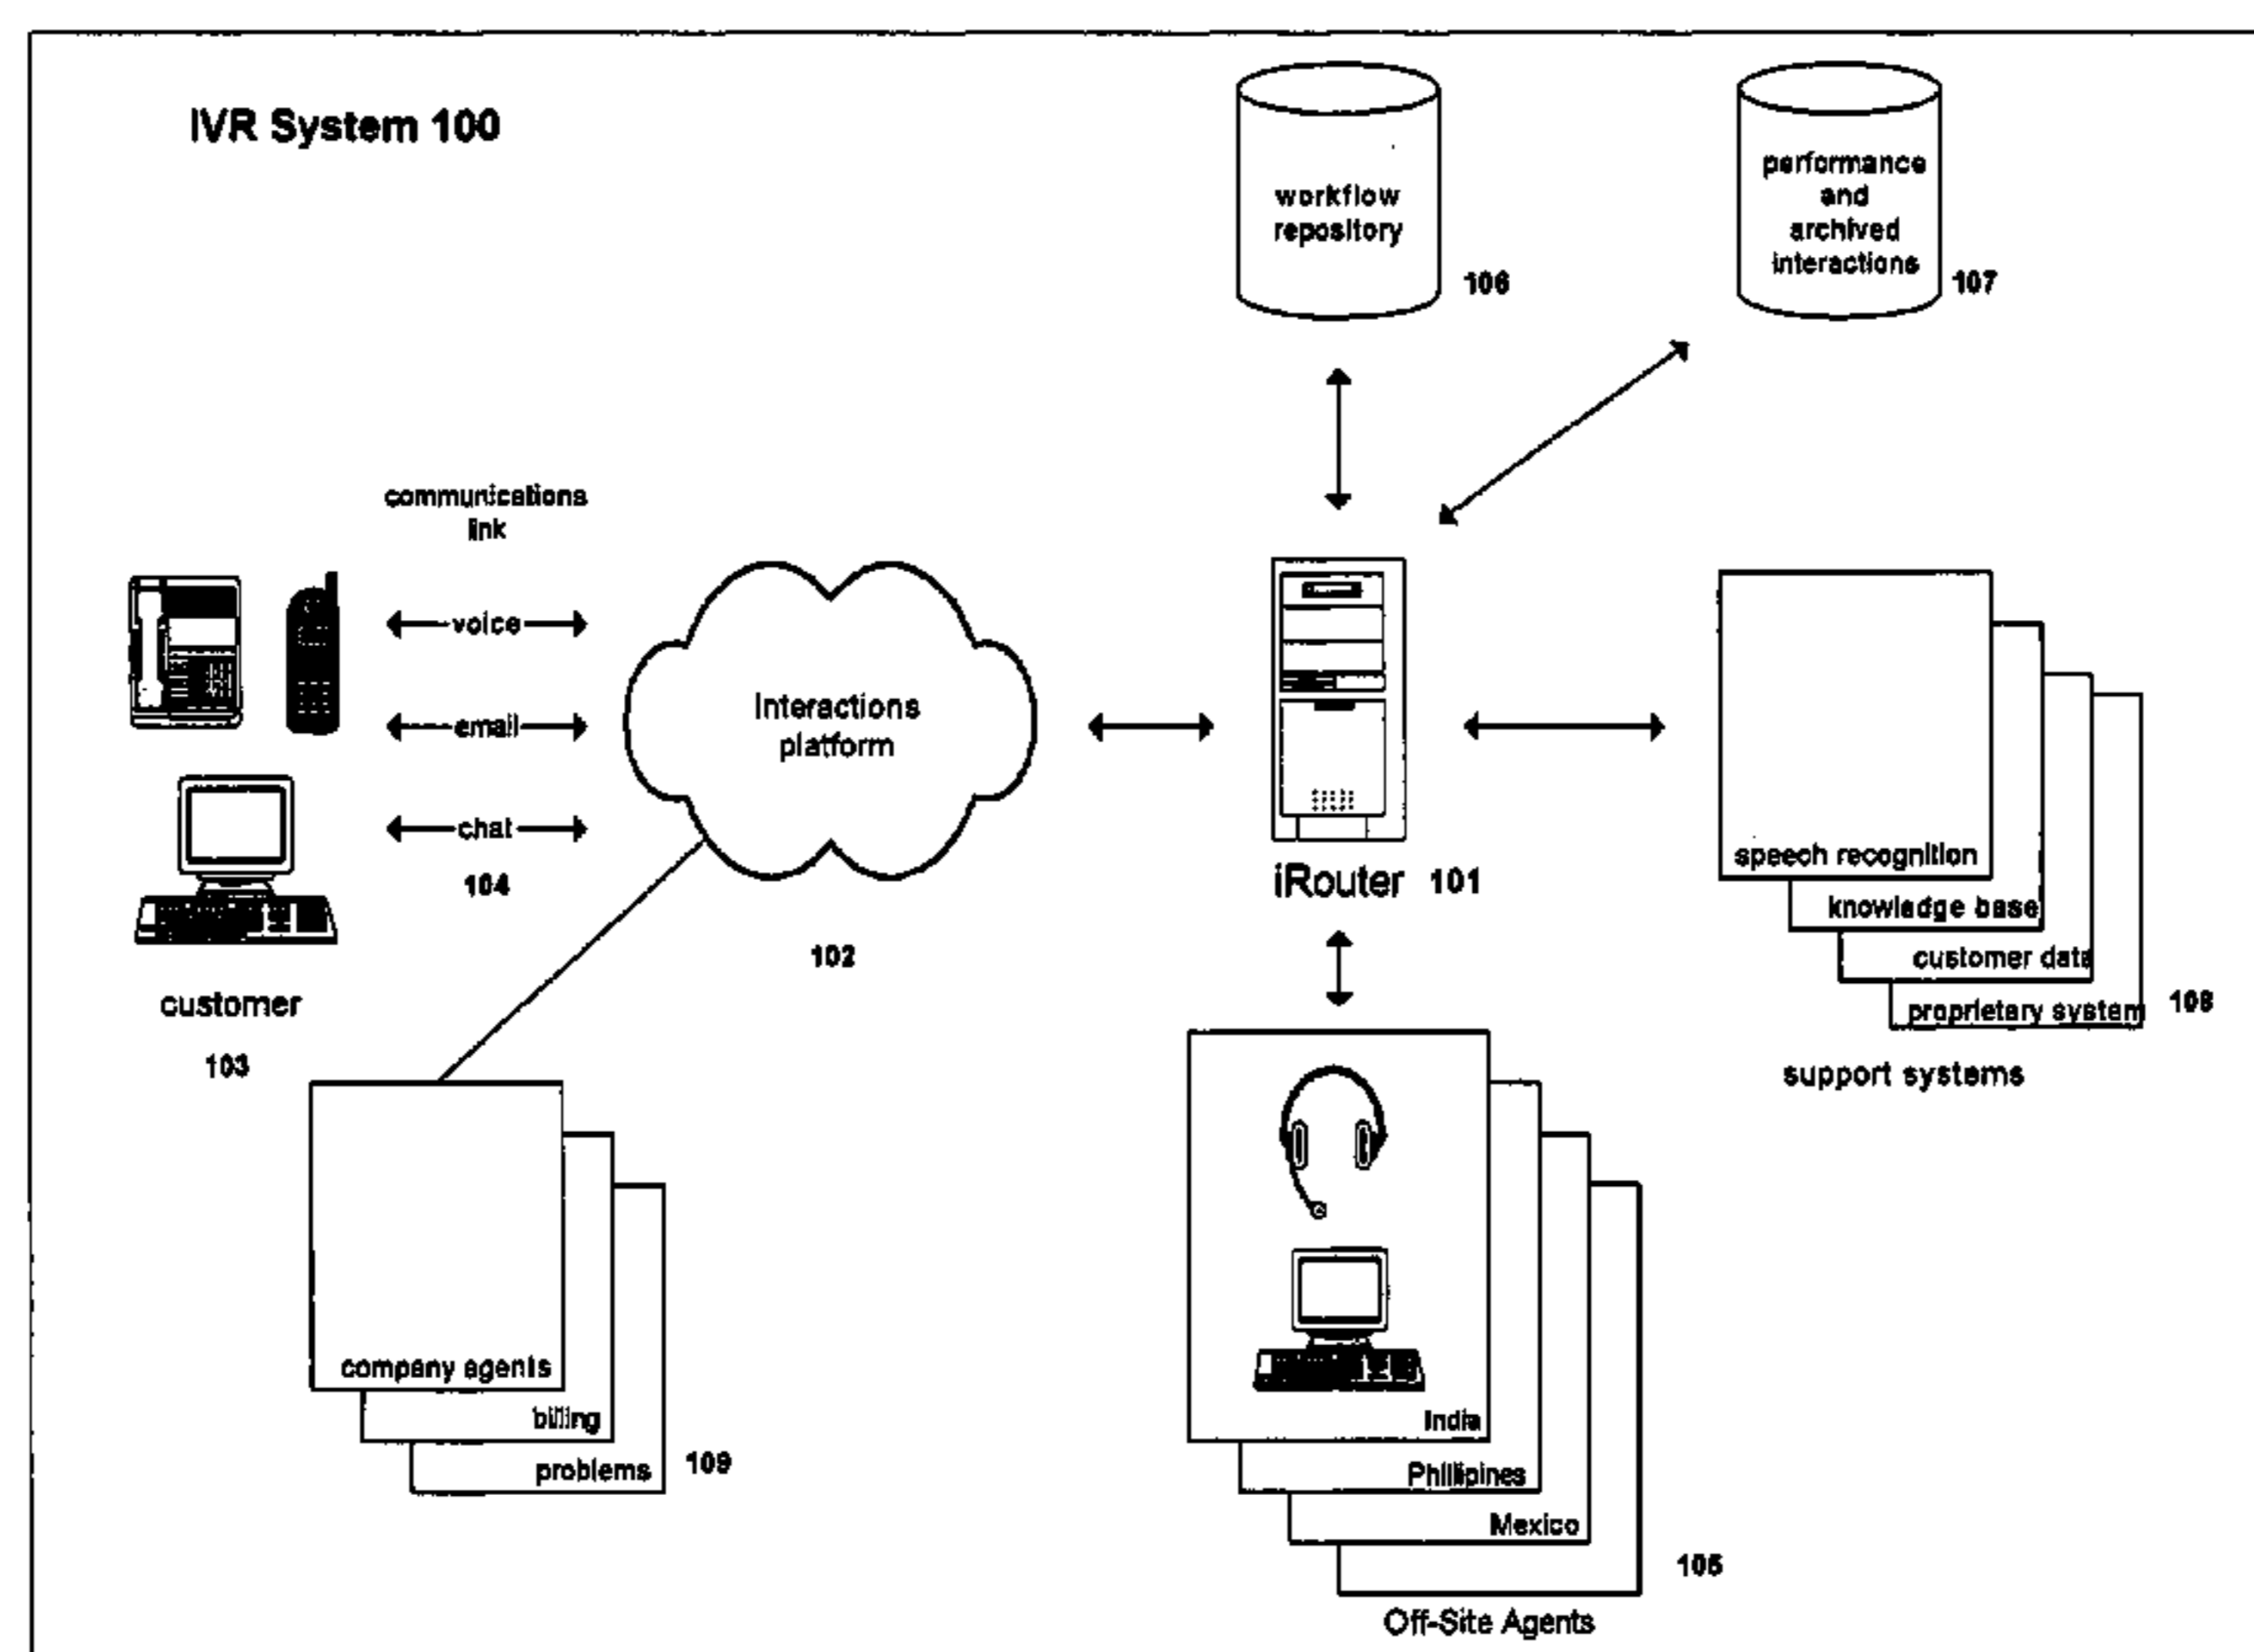 IVR System 100
workflow
repository
106
performance
and
archived
interactions
107
communications
link
voice
email
chat
104
customer
103
Interactions
platform
102
iRouter 101
speech recognition
knowledge base
customer data
proprietary system
108
support systems
company agents
billing
problems
109
India
Phillipines
Mexico
105
Off-Site Agents